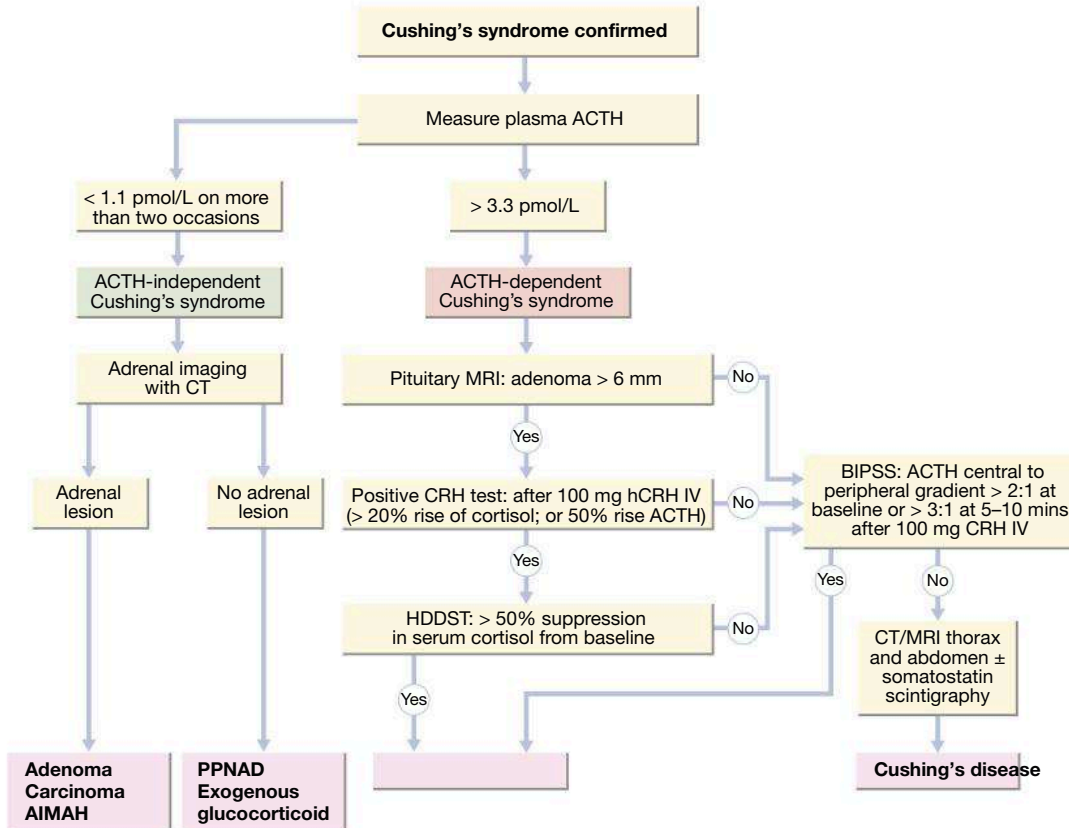 Cushing's syndrome confirmed
Measure plasma ACTH
< 1.1 pmol/L on more
than two occasions
> 3.3 pmol/L
ACTH-independent
Cushing's syndrome
ACTH-dependent
Cushing's syndrome
Adrenal imaging
with CT
Pituitary MRI: adenoma > 6 mm
No
Yes
Adrenal
lesion
No adrenal
lesion
Positive CRH test: after 100 mg hCRH IV
(> 20% rise of cortisol; or 50% rise ACTH)
No
BIPSS: ACTH central to
peripheral gradient > 2:1 at
baseline or > 3:1 at 5–10 mins
after 100 mg CRH IV
Yes
Yes
No
HDDST: > 50% suppression
in serum cortisol from baseline
No
CT/MRI thorax
and abdomen ±
somatostatin
scintigraphy
Yes
Adenoma
Carcinoma
AIMAH
PPNAD
Exogenous
glucocorticoid
Cushing's disease